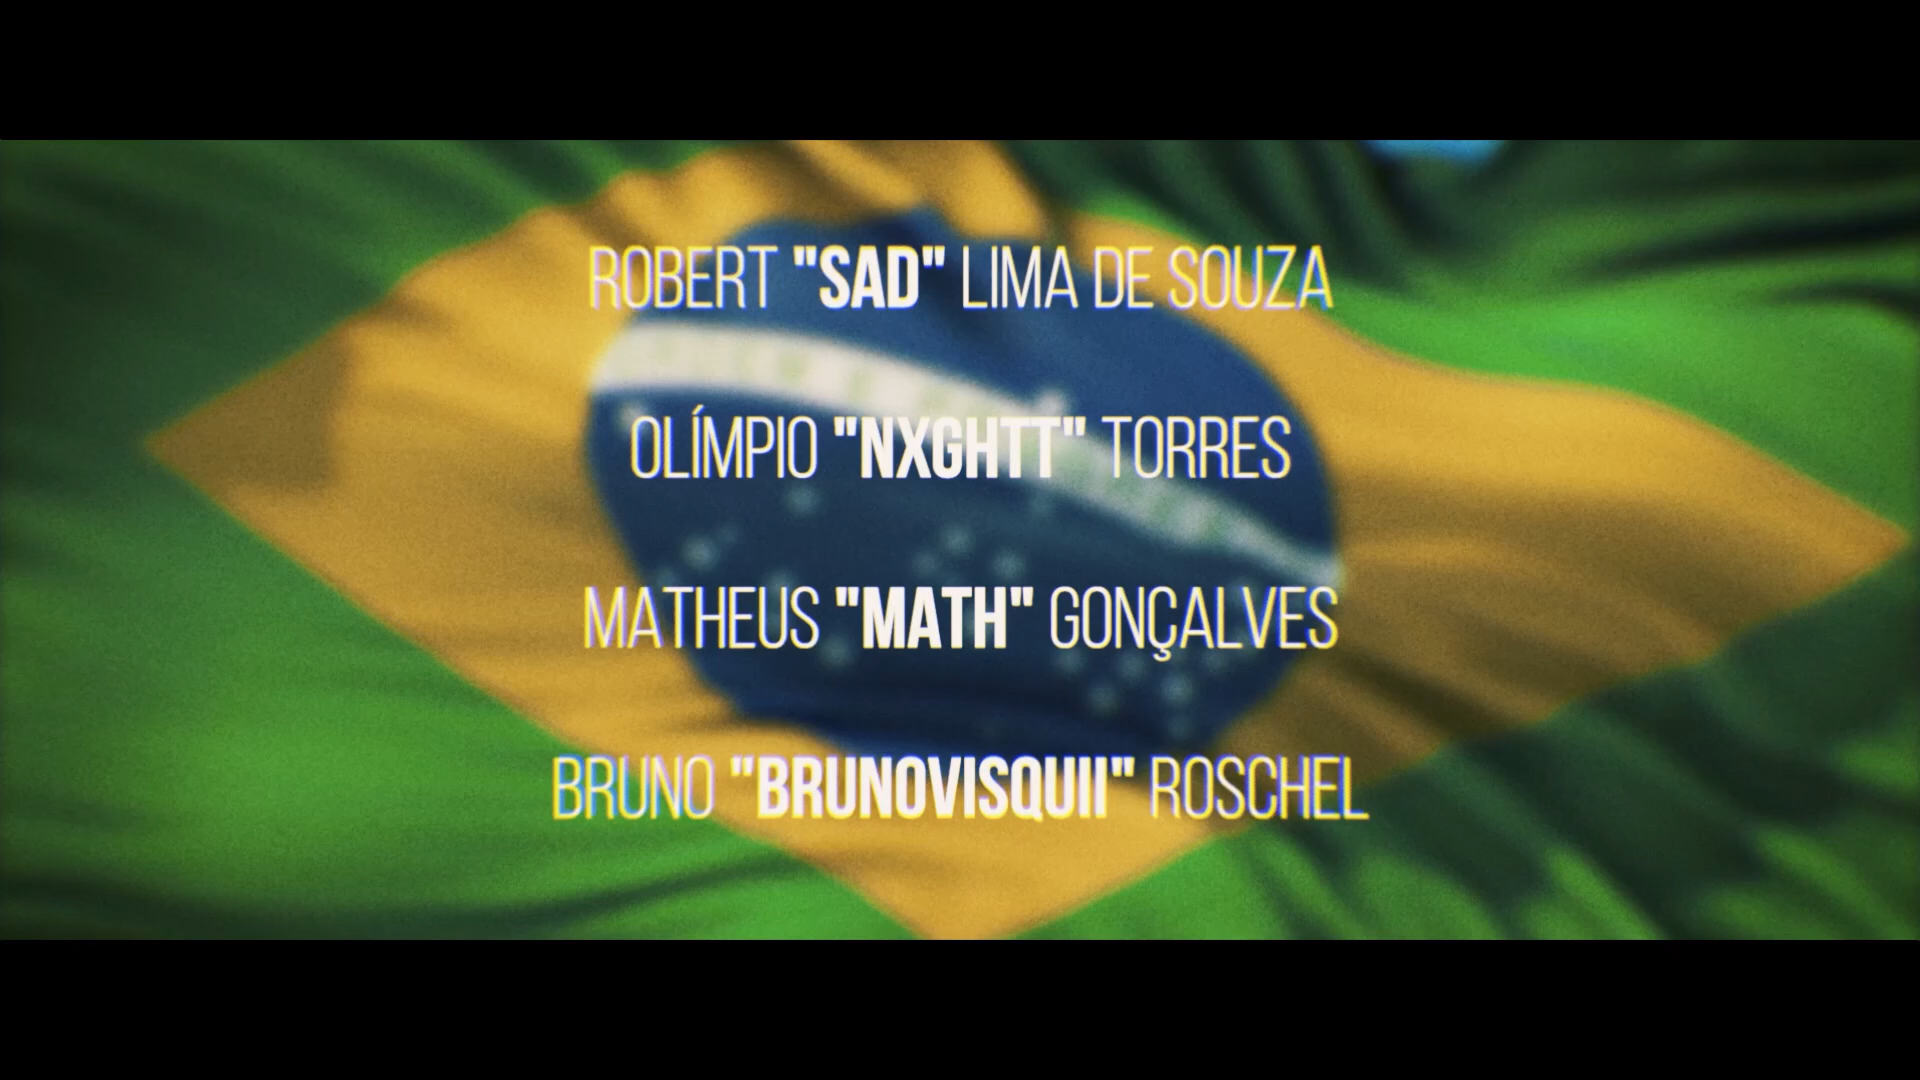 ROBERT "SAD" LIMA DE SOUZA
OLÍMPIO "NXGHTT" TORRES
MATHEUS "MATH" GONÇALVES
BRUNO "BRUNOVISQUII" ROSCHEL